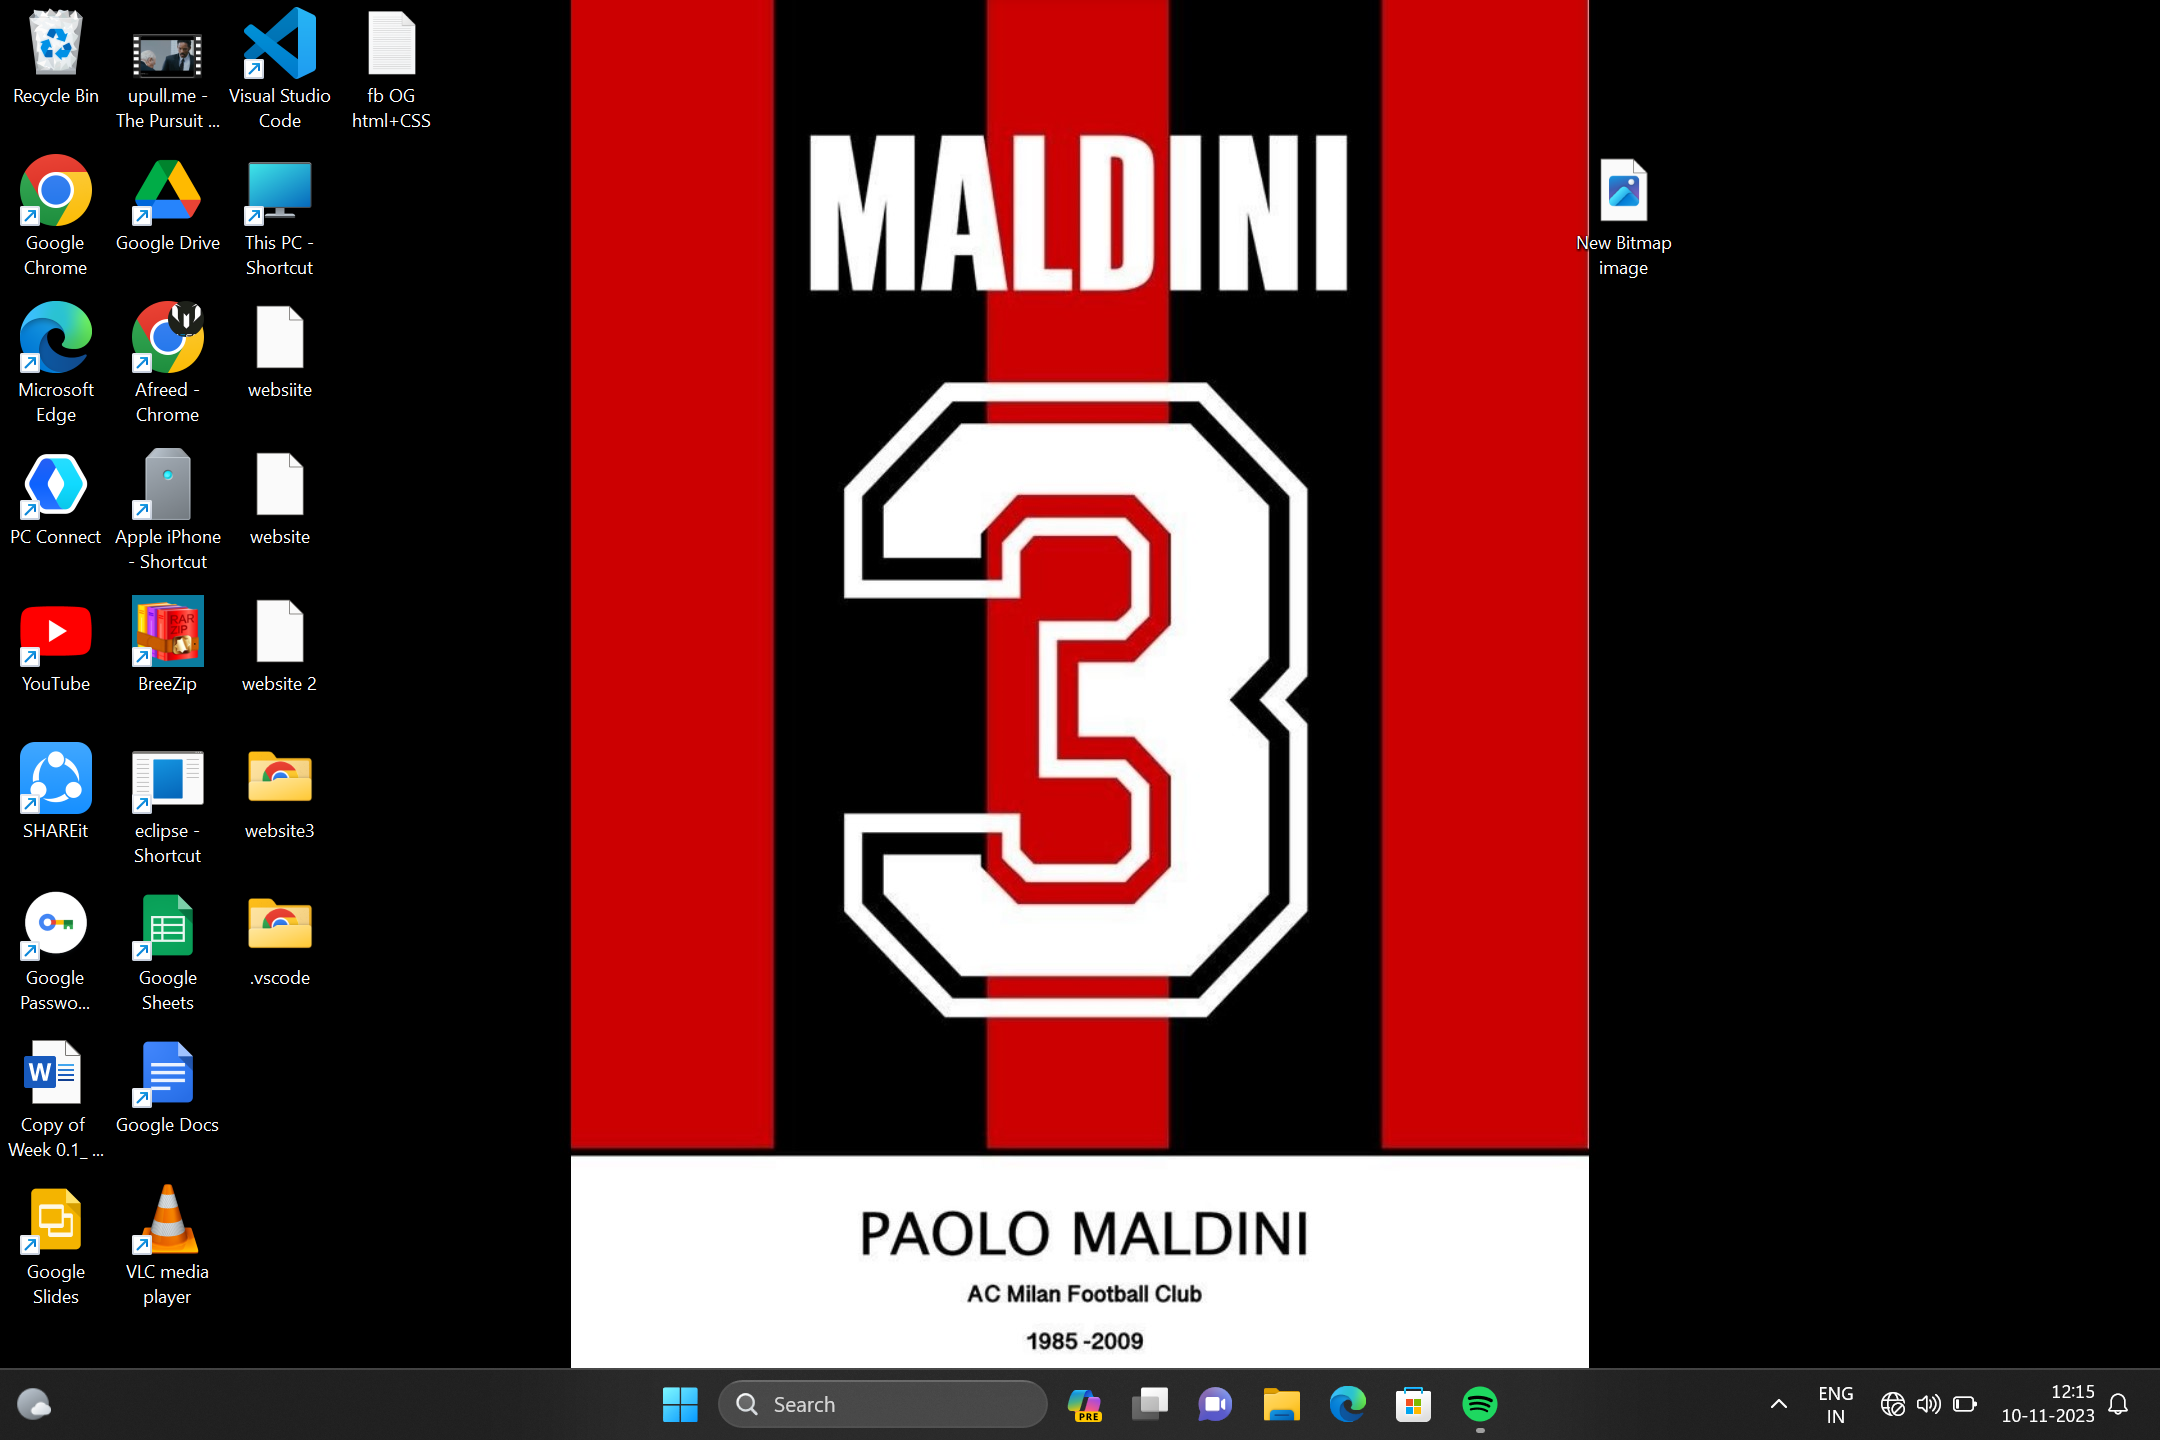 Recycle Bin
upull.me -
The Pursuit ...
Visual Studio
Code
fb OG
html+CSS
Google
Chrome
Google Drive
This PC -
Shortcut
Microsoft
Edge
Afreed -
Chrome
websiite
PC Connect
Apple iPhone
- Shortcut
website
YouTube
BreeZip
RAR
ZIP
website 2
SHAREit
eclipse -
Shortcut
website3
Google
Passwo...
Google
Sheets
.vscode
W
Copy of
Week 0.1_ ...
Google Docs
Google
Slides
VLC media
player
MALDINI
3
PAOLO MALDINI
AC Milan Football Club
1985 -2009
New Bitmap
image
Search
PRE
ENG
IN
12:15
10-11-2023